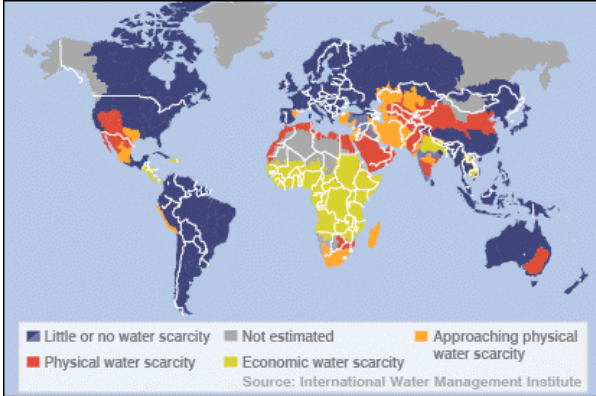 Little or no water scarcity
Not estimated
Approaching physical
water scarcity
Physical water scarcity
Economic water scarcity
Source: International Water Management Institute